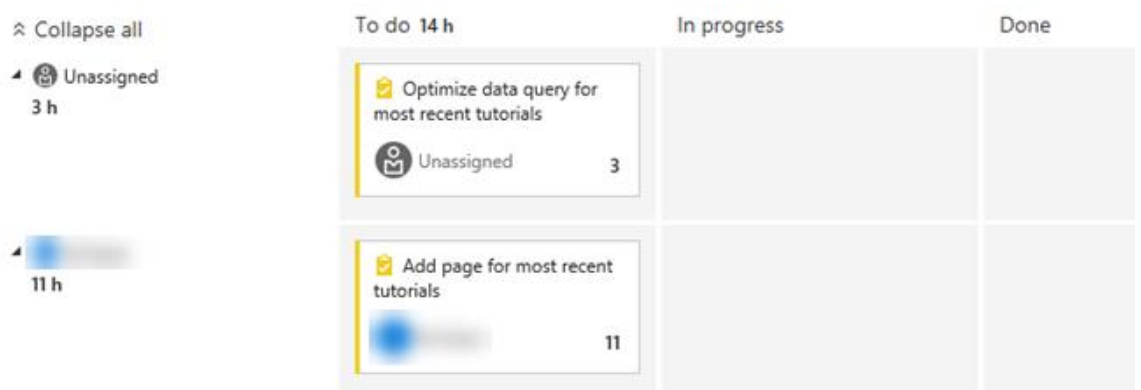 Collapse all
To do 14 h
In progress
Done
Unassigned
3 h
Optimize data query for
most recent tutorials
Unassigned
3
11 h
Add page for most recent
tutorials
11